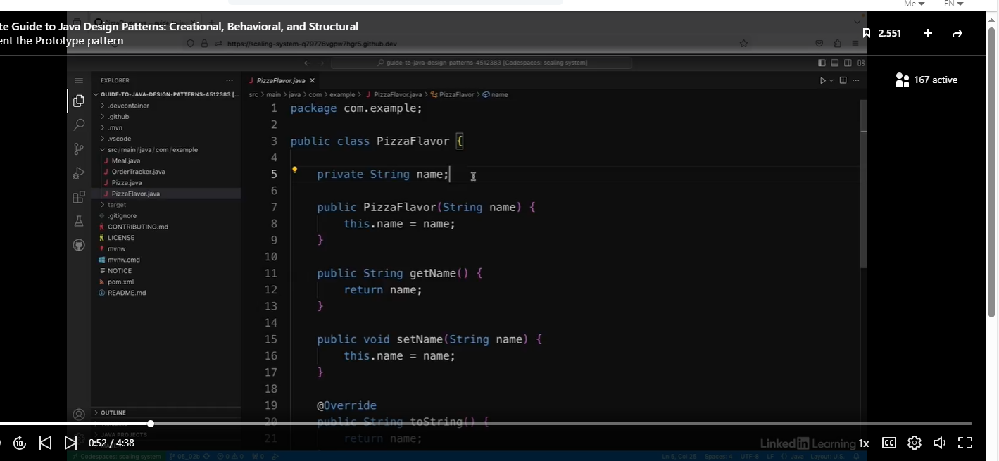 Me EN
te Guide to Java Design Patterns: Creational, Behavioral, and Structural
ent the Prototype pattern
2,551
https://scaling-system-q79776vgpw7hgr5.github.dev
guide-to-java-design-patterns-4512383 [Codespaces: scaling system]
167 active
EXPLORER
GUIDE-TO-JAVA-DESIGN-PATTERNS-4512383 [...
.devcontainer
.github
.mvn
.vscode
src/main/java/com/example
Meal.java
OrderTracker.java
Pizza.java
PizzaFlavor.java
target
.gitignore
CONTRIBUTING.md
LICENSE
mvnw
mvnw.cmd
NOTICE
pom.xml
README.md
OUTLINE
TIMELINE
JAVA PROJECTS
PizzaFlavor.java
src > main > java > com > example > PizzaFlavor.java > PizzaFlavor > name
1 package com.example;
2
3 public class PizzaFlavor {
4
5 private String name;
6
7 public PizzaFlavor(String name) {
8 this.name = name;
9 }
10
11 public String getName() {
12 return name;
13 }
14
15 public void setName(String name) {
16 this.name = name;
17 }
18
19 @Override
20 public String toString() {
21 return name;
10
0:52 / 4:38
LinkedIn Learning
1x
CC
Codespaces: scaling system 05_02b 0 0 0
Ln 5, Col 25 Spaces: 4 UTF-8 LF {} Java Layout: U.S.